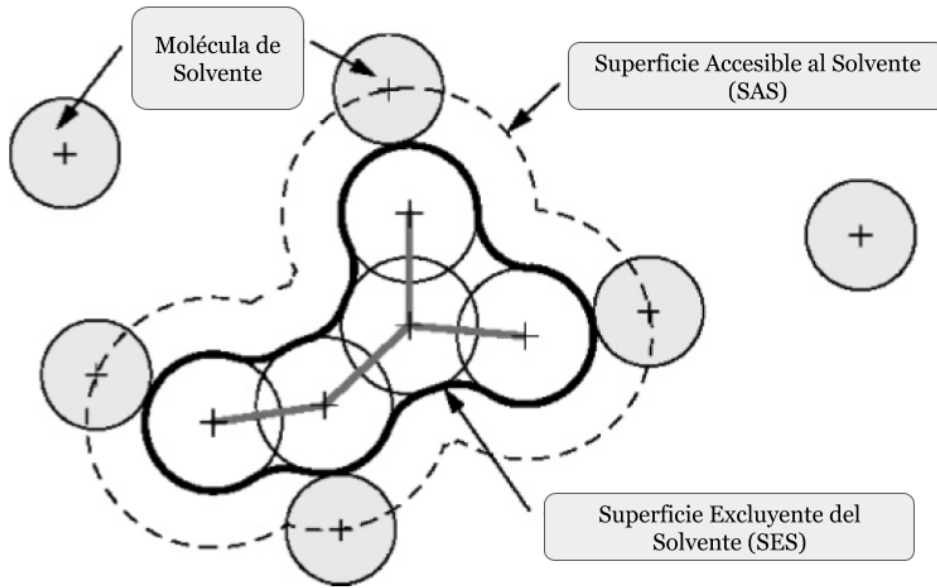 Molécula de
Solvente
Superficie Accesible al Solvente
(SAS)
Superficie Excluyente del
Solvente (SES)